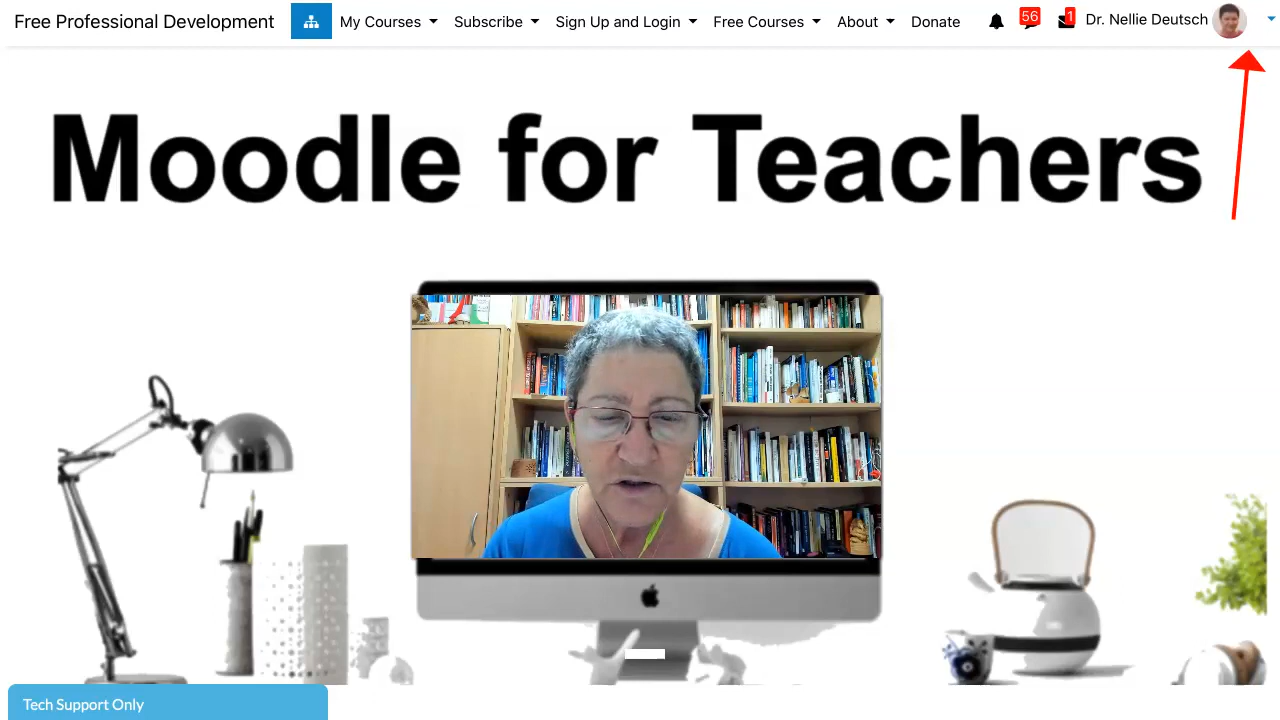 Free Professional Development My Courses Subscribe Sign Up and Login Free Courses About Donate 56 1 Dr. Nellie Deutsch
Moodle for Teachers
Tech Support Only